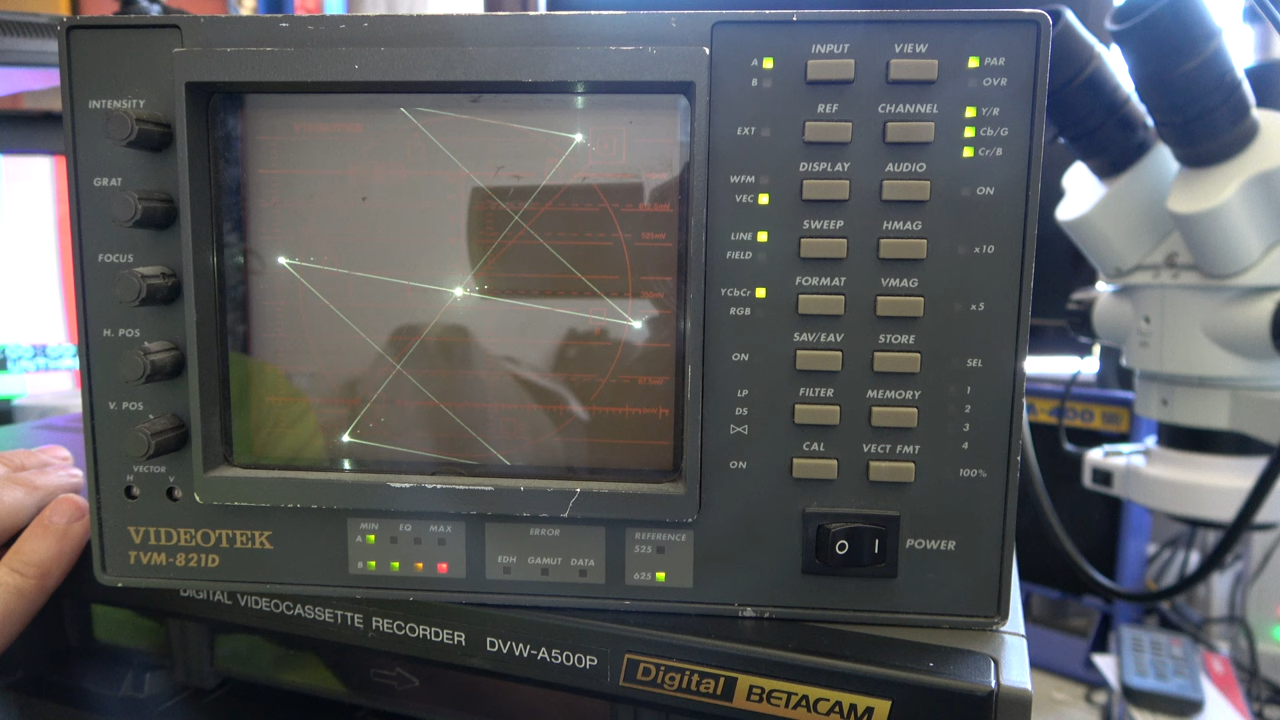 INTENSITY
GRAT
FOCUS
H. POS
V. POS
VECTOR
H V
INPUT
A
B
VIEW
PAR
OVR
REF
EXT
CHANNEL
Y/R
Cb/G
Cr/B
DISPLAY
WFM
VEC
AUDIO
ON
SWEEP
LINE
FIELD
HMAG
x10
FORMAT
YCbCr
RGB
VMAG
x5
SAV/EAV
ON
STORE
SEL
FILTER
LP
DS
MEMORY
1
2
3
4
CAL
ON
VECT FMT
100%
O I
POWER
VIDEOTEK
TVM-821D
MIN EQ MAX
A
B
ERROR
EDH GAMUT DATA
REFERENCE
525
625
DIGITAL VIDEOCASSETTE RECORDER DVW-A500P
Digital BETACAM